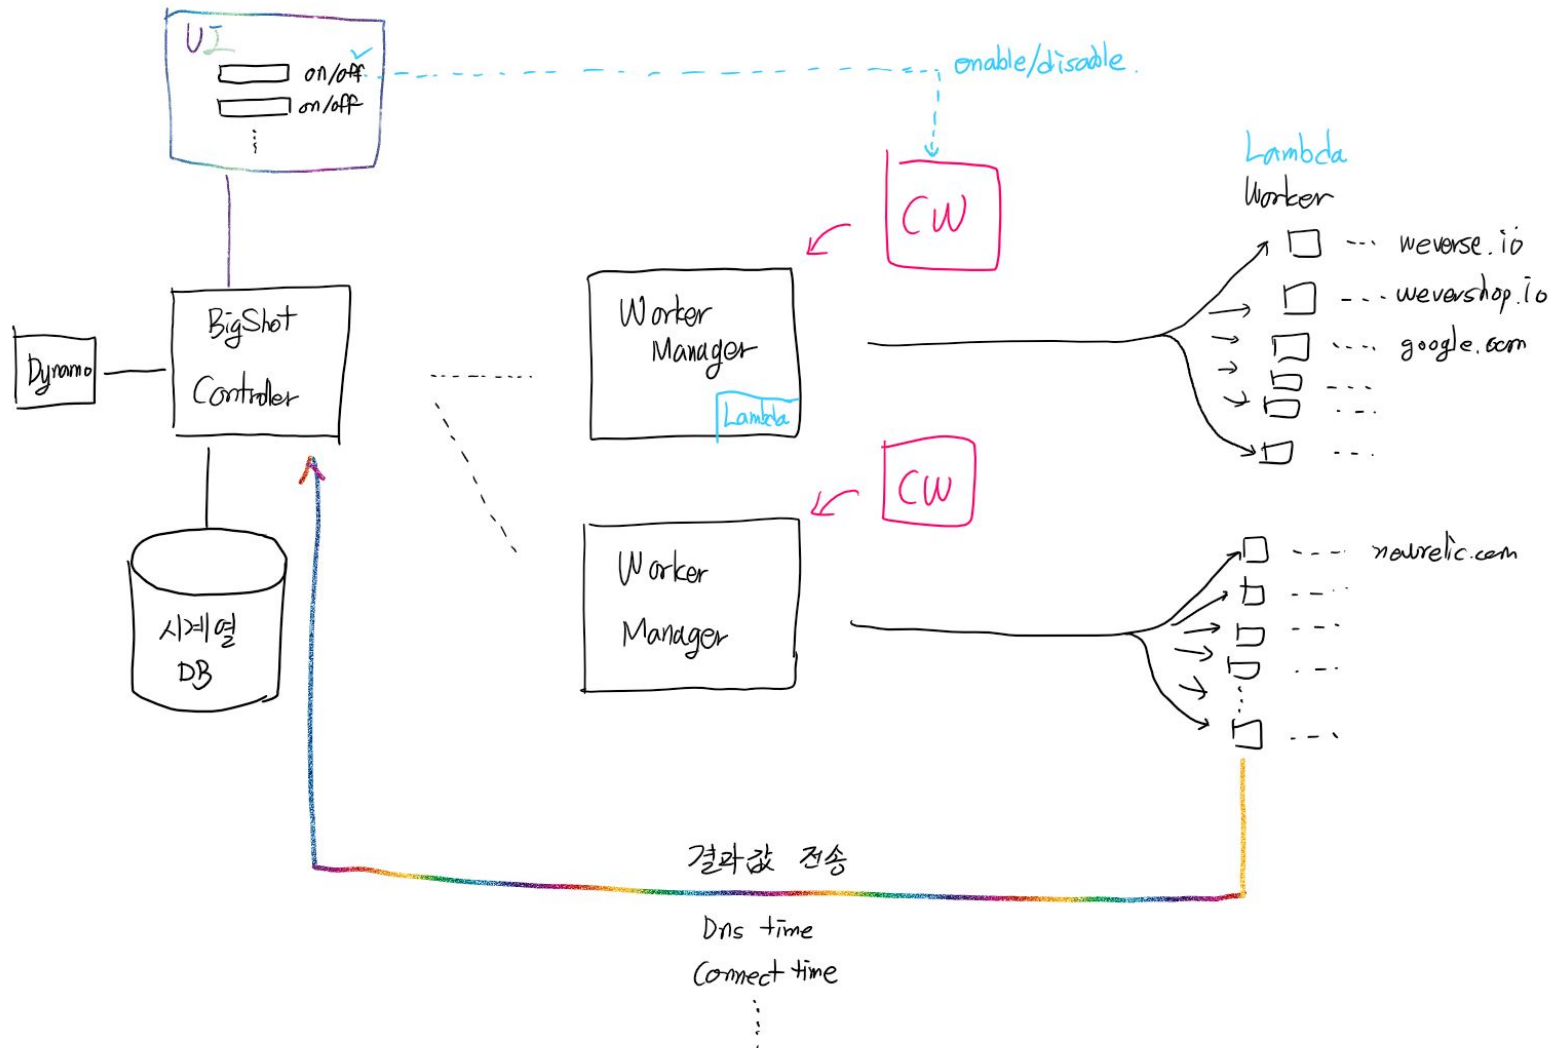 UI
on/off
on/off
enable/disable.
CW
Lambda
Worker
weverse.io
wevershop.io
google.com
BigShot
Controller
Dynamo
Worker
Manager
Lambda
CW
Worker
Manager
newrelic.com
시계열
DB
결과값 전송
Dns time
Connect time